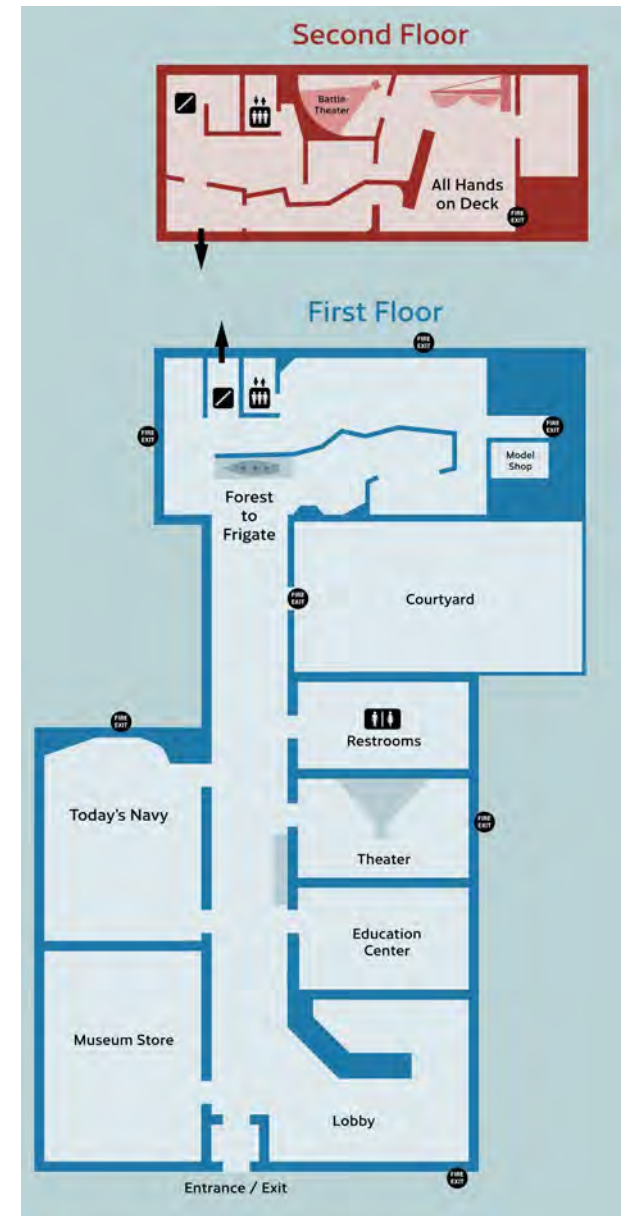 Second Floor
Battle
Theater
All Hands
on Deck
FIRE
EXIT
First Floor
FIRE
EXIT
FIRE
EXIT
FIRE
EXIT
Model
Shop
Forest
to
Frigate
FIRE
EXIT
Courtyard
FIRE
EXIT
Restrooms
Today's Navy
FIRE
EXIT
Theater
Education
Center
Museum Store
Lobby
FIRE
EXIT
Entrance / Exit